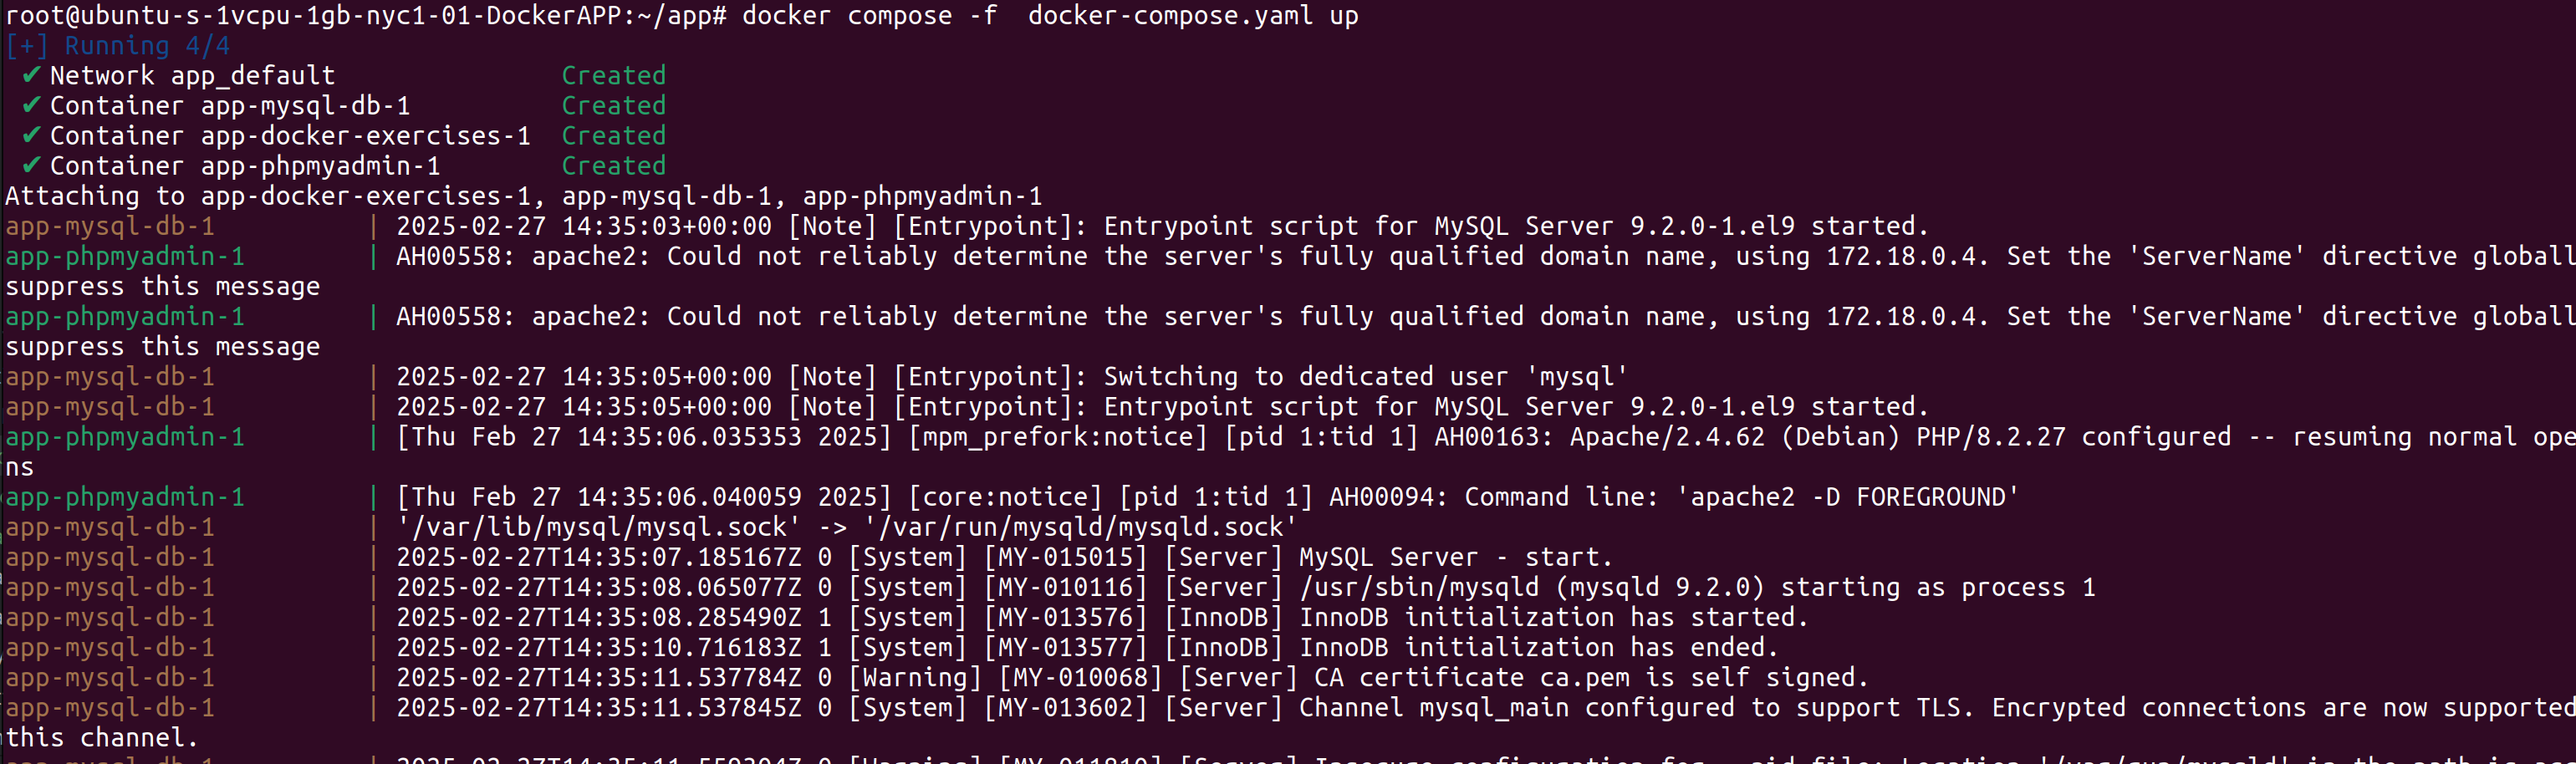 root@ubuntu-s-1vcpu-1gb-nyc1-01-DockerAPP:~/app# docker compose -f  docker-compose.yaml up
[+] Running 4/4
 ✔ Network app_default               Created
 ✔ Container app-mysql-db-1          Created
 ✔ Container app-docker-exercises-1  Created
 ✔ Container app-phpmyadmin-1        Created
Attaching to app-docker-exercises-1, app-mysql-db-1, app-phpmyadmin-1
app-mysql-db-1          | 2025-02-27 14:35:03+00:00 [Note] [Entrypoint]: Entrypoint script for MySQL Server 9.2.0-1.el9 started.
app-phpmyadmin-1        | AH00558: apache2: Could not reliably determine the server's fully qualified domain name, using 172.18.0.4. Set the 'ServerName' directive globall
suppress this message
app-phpmyadmin-1        | AH00558: apache2: Could not reliably determine the server's fully qualified domain name, using 172.18.0.4. Set the 'ServerName' directive globall
suppress this message
app-mysql-db-1          | 2025-02-27 14:35:05+00:00 [Note] [Entrypoint]: Switching to dedicated user 'mysql'
app-mysql-db-1          | 2025-02-27 14:35:05+00:00 [Note] [Entrypoint]: Entrypoint script for MySQL Server 9.2.0-1.el9 started.
app-phpmyadmin-1        | [Thu Feb 27 14:35:06.035353 2025] [mpm_prefork:notice] [pid 1:tid 1] AH00163: Apache/2.4.62 (Debian) PHP/8.2.27 configured -- resuming normal ope
ns
app-phpmyadmin-1        | [Thu Feb 27 14:35:06.040059 2025] [core:notice] [pid 1:tid 1] AH00094: Command line: 'apache2 -D FOREGROUND'
app-mysql-db-1          | '/var/lib/mysql/mysql.sock' -> '/var/run/mysqld/mysqld.sock'
app-mysql-db-1          | 2025-02-27T14:35:07.185167Z 0 [System] [MY-015015] [Server] MySQL Server - start.
app-mysql-db-1          | 2025-02-27T14:35:08.065077Z 0 [System] [MY-010116] [Server] /usr/sbin/mysqld (mysqld 9.2.0) starting as process 1
app-mysql-db-1          | 2025-02-27T14:35:08.285490Z 1 [System] [MY-013576] [InnoDB] InnoDB initialization has started.
app-mysql-db-1          | 2025-02-27T14:35:10.716183Z 1 [System] [MY-013577] [InnoDB] InnoDB initialization has ended.
app-mysql-db-1          | 2025-02-27T14:35:11.537784Z 0 [Warning] [MY-010068] [Server] CA certificate ca.pem is self signed.
app-mysql-db-1          | 2025-02-27T14:35:11.537845Z 0 [System] [MY-013602] [Server] Channel mysql_main configured to support TLS. Encrypted connections are now supported
this channel.